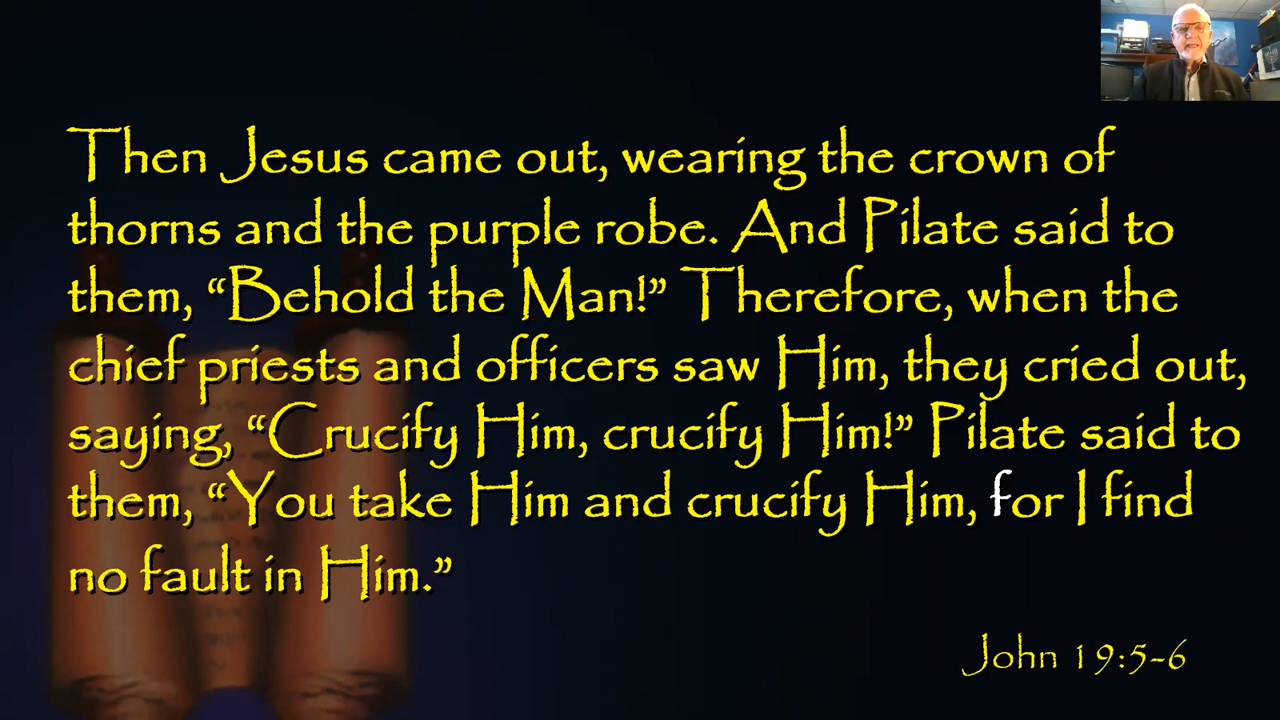 Then Jesus came out, wearing the crown of
thorns and the purple robe. And Pilate said to
them, “Behold the Man!” Therefore, when the
chief priests and officers saw Him, they cried out,
saying, “Crucify Him, crucify Him!” Pilate said to
them, “You take Him and crucify Him, for I find
no fault in Him.”
John 19:5-6